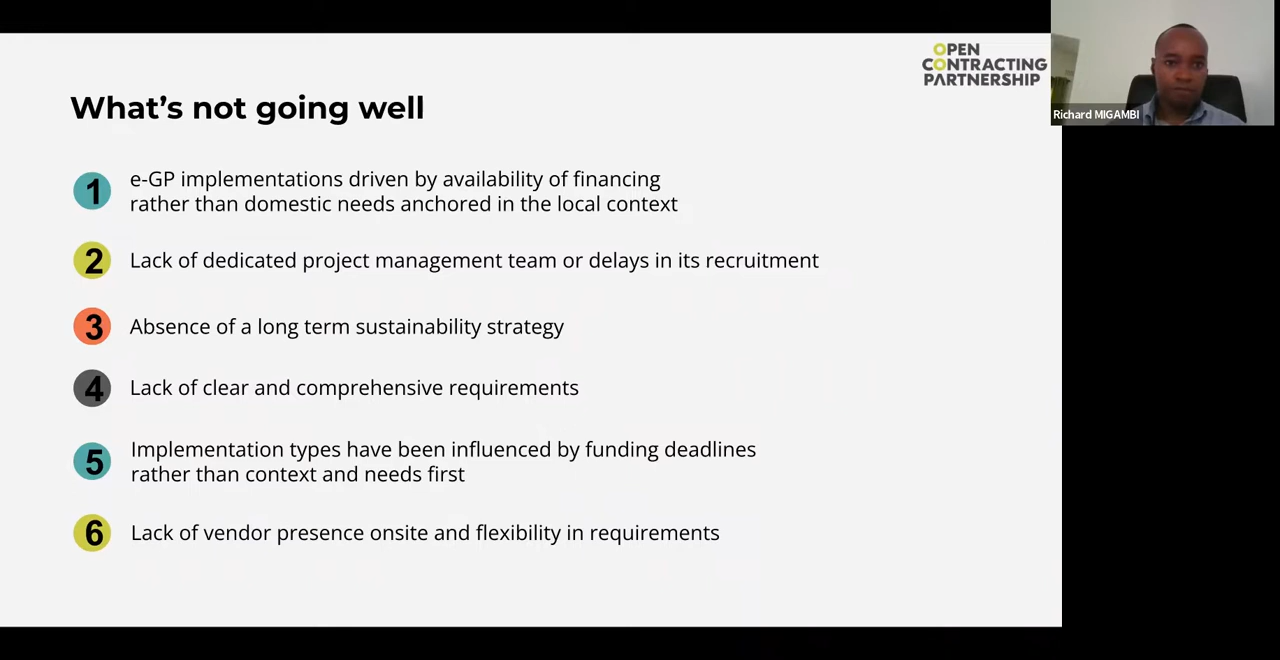 OPEN
CONTRACTING
PARTNERSHIP
Richard MIGAMBI
What's not going well
1
e-GP implementations driven by availability of financing
rather than domestic needs anchored in the local context
2
Lack of dedicated project management team or delays in its recruitment
3
Absence of a long term sustainability strategy
4
Lack of clear and comprehensive requirements
5
Implementation types have been influenced by funding deadlines
rather than context and needs first
6
Lack of vendor presence onsite and flexibility in requirements